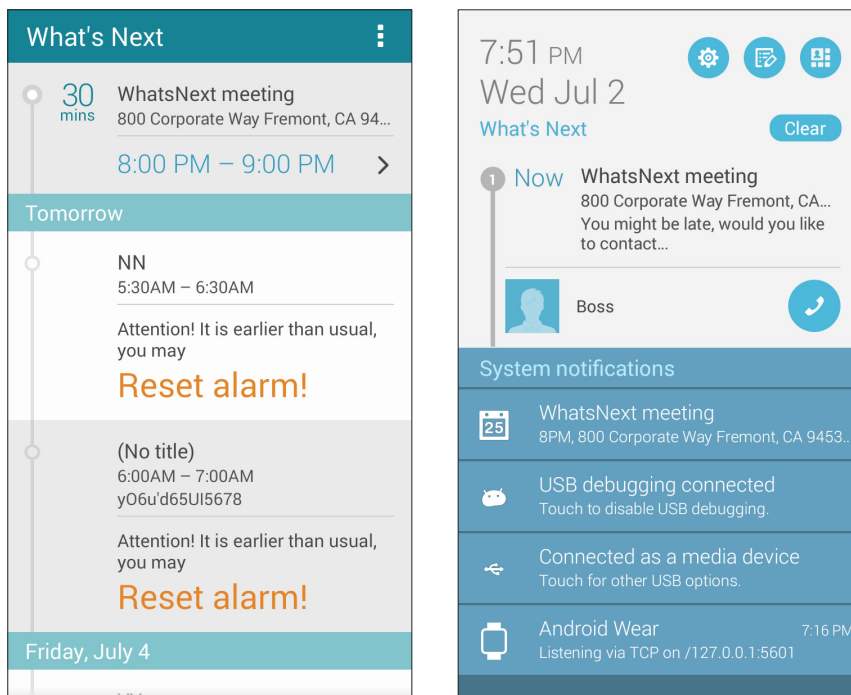 What's Next
30 mins
WhatsNext meeting
800 Corporate Way Fremont, CA 94...
8:00 PM – 9:00 PM
Tomorrow
NN
5:30AM – 6:30AM
Attention! It is earlier than usual,
you may
Reset alarm!
(No title)
6:00AM – 7:00AM
yO6u'd65UI5678
Attention! It is earlier than usual,
you may
Reset alarm!
Friday, July 4
7:51 PM
Wed Jul 2
What's Next
Clear
1 Now WhatsNext meeting
800 Corporate Way Fremont, CA...
You might be late, would you like
to contact...
Boss
System notifications
25
WhatsNext meeting
8PM, 800 Corporate Way Fremont, CA 9453...
USB debugging connected
Touch to disable USB debugging.
Connected as a media device
Touch for other USB options.
Android Wear 7:16 PM
Listening via TCP on /127.0.0.1:5601